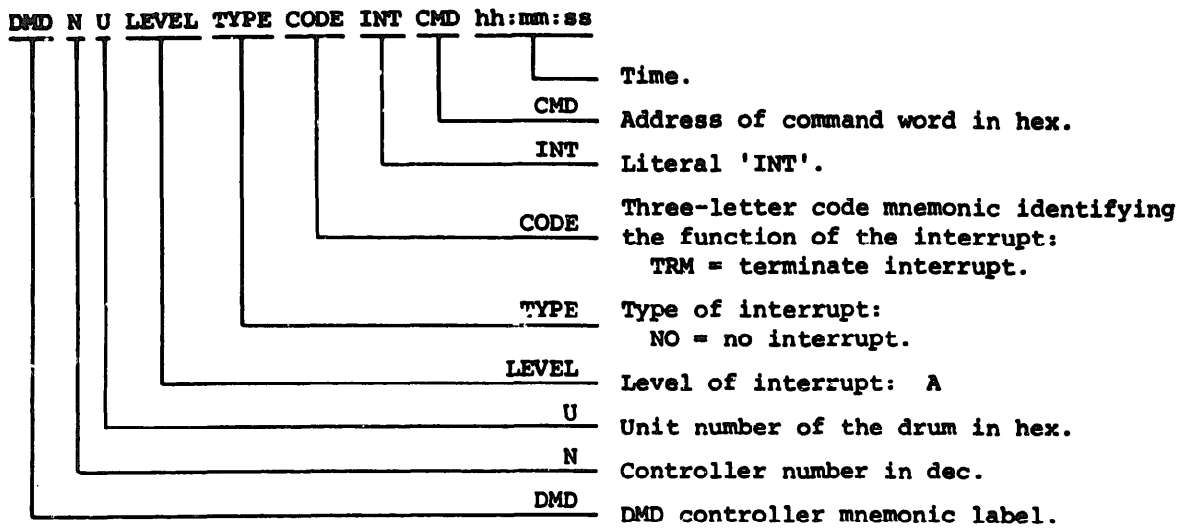 DMD N U LEVEL TYPE CODE INT CMD hh:mm:ss
Time.
CMD Address of command word in hex.
INT Literal 'INT'.
Three-letter code mnemonic identifying
CODE the function of the interrupt:
TRM = terminate interrupt.
TYPE Type of interrupt:
NO = no interrupt.
LEVEL Level of interrupt: A
U Unit number of the drum in hex.
N Controller number in dec.
DMD DMD controller mnemonic label.